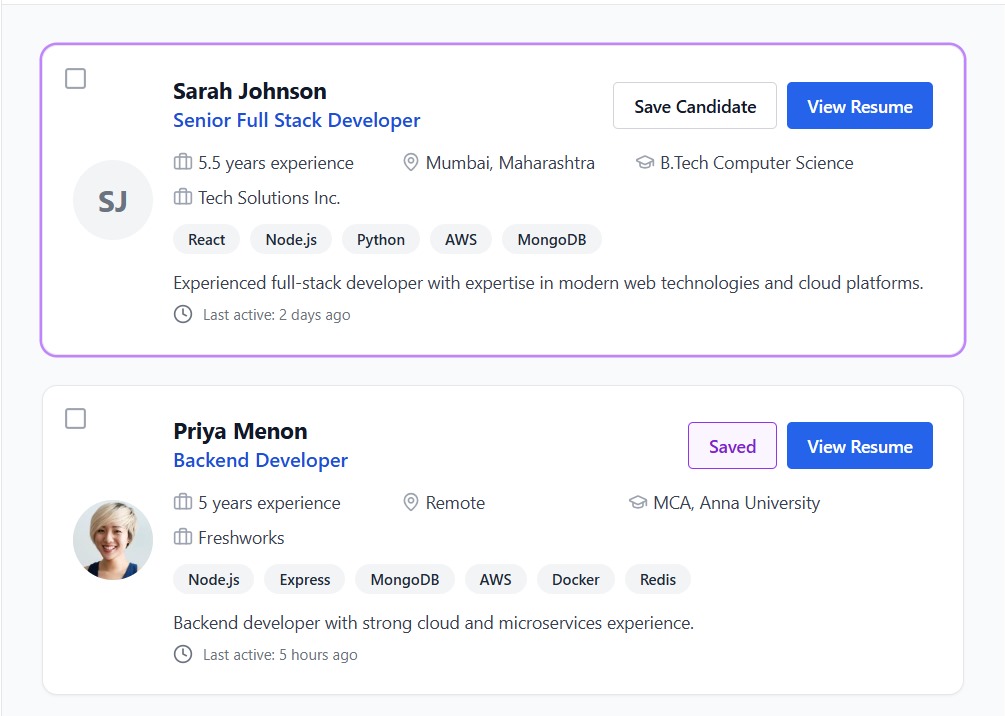 Sarah Johnson
Senior Full Stack Developer
Save Candidate
View Resume
5.5 years experience
Mumbai, Maharashtra
B.Tech Computer Science
Tech Solutions Inc.
SJ
React
Node.js
Python
AWS
MongoDB
Experienced full-stack developer with expertise in modern web technologies and cloud platforms.
Last active: 2 days ago
Priya Menon
Backend Developer
Saved
View Resume
5 years experience
Remote
MCA, Anna University
Freshworks
Node.js
Express
MongoDB
AWS
Docker
Redis
Backend developer with strong cloud and microservices experience.
Last active: 5 hours ago